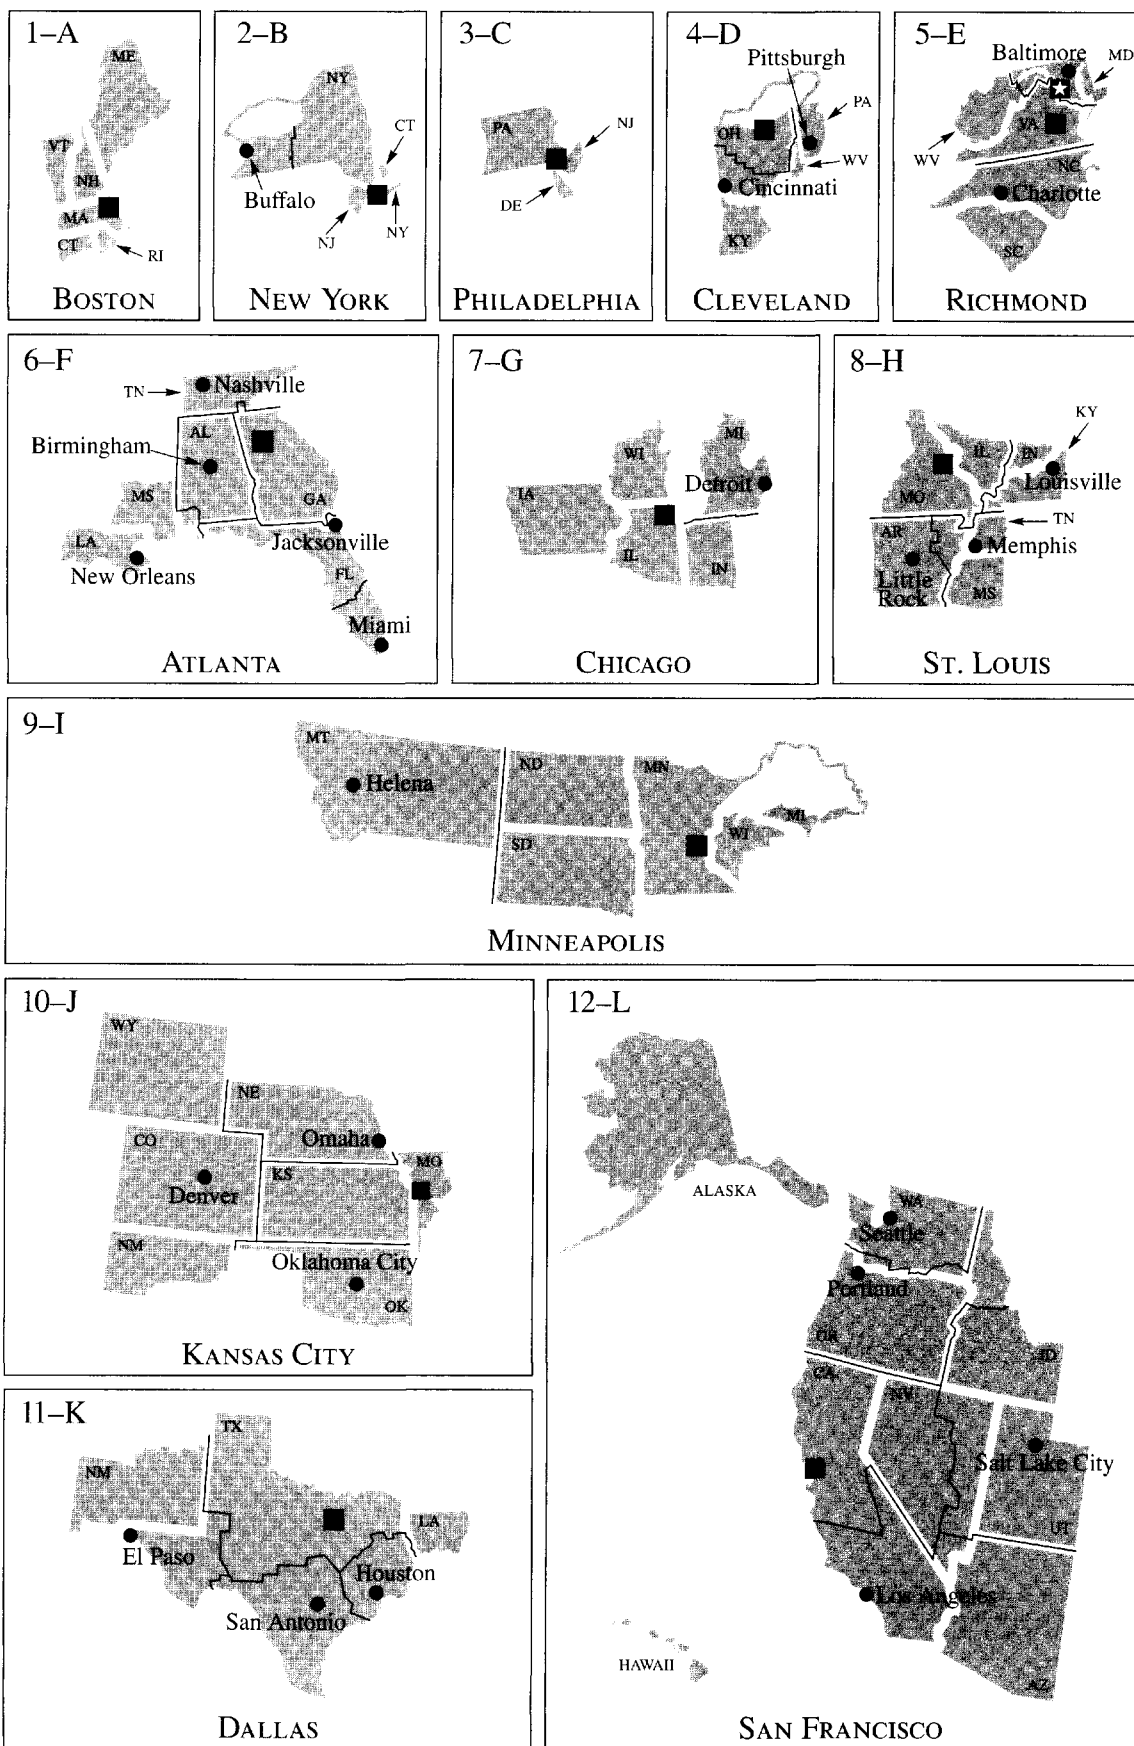 1–A
ME
VT
NH
MA
CT
RI
BOSTON
2–B
NY
CT
Buffalo
NJ
NY
NEW YORK
3–C
PA
NJ
DE
PHILADELPHIA
4–D
Pittsburgh
PA
OH
WV
Cincinnati
KY
CLEVELAND
5–E
Baltimore
MD
VA
WV
NC
Charlotte
SC
RICHMOND
6–F
TN
Nashville
AL
Birmingham
MS
GA
LA
Jacksonville
New Orleans
FL
Miami
ATLANTA
7–G
MI
WI
IA
Detroit
IL
IN
CHICAGO
8–H
KY
IL
IN
Louisville
MO
TN
AR
Memphis
Little
Rock
MS
ST. LOUIS
9–I
MT
ND
MN
Helena
MI
WI
SD
MINNEAPOLIS
10–J
WY
NE
CO
Omaha
MO
KS
Denver
NM
Oklahoma City
OK
KANSAS CITY
11–K
TX
NM
LA
El Paso
Houston
San Antonio
DALLAS
12–L
ALASKA
WA
Seattle
Portland
OR
ID
CA
NV
Salt Lake City
UT
Los Angeles
HAWAII
AZ
SAN FRANCISCO